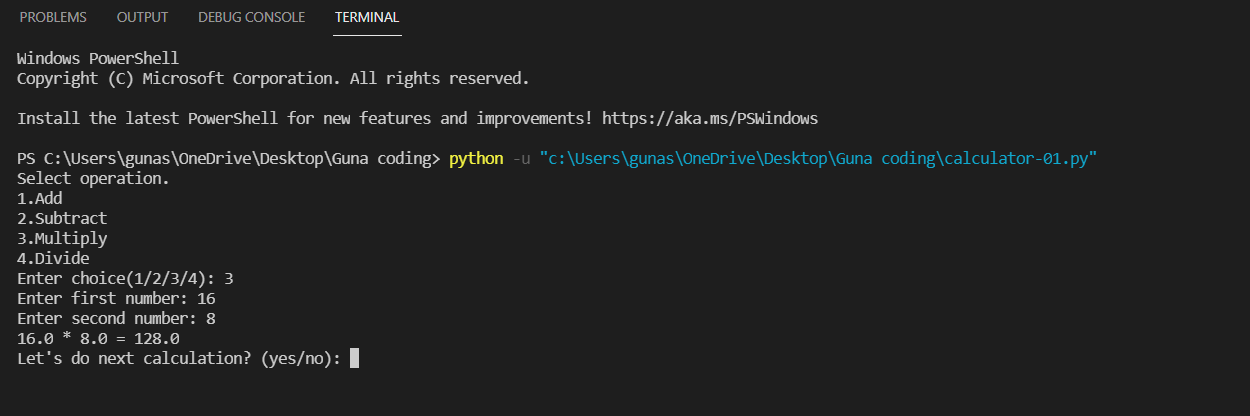 PROBLEMS OUTPUT DEBUG CONSOLE TERMINAL
Windows PowerShell
Copyright (C) Microsoft Corporation. All rights reserved.
Install the latest PowerShell for new features and improvements! https://aka.ms/PSWindows
PS C:\Users\gunas\OneDrive\Desktop\Guna coding> python -u "c:\Users\gunas\OneDrive\Desktop\Guna coding\calculator-01.py"
Select operation.
1.Add
2.Subtract
3.Multiply
4.Divide
Enter choice(1/2/3/4): 3
Enter first number: 16
Enter second number: 8
16.0 * 8.0 = 128.0
Let's do next calculation? (yes/no):